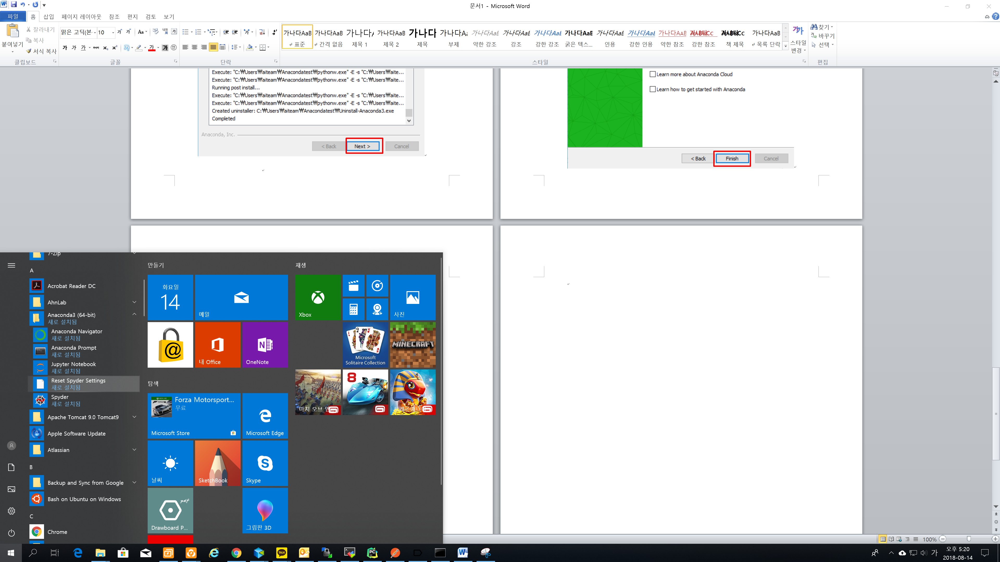 문서1 - Microsoft Word
파일 홈 삽입 페이지 레이아웃 참조 편지 검토 보기
붙여넣기
잘라내기
복사
서식 복사
클립보드
맑은 고딕(본 10
글꼴
단락
가나다AaB 가나다AaB 가나다 가나다AaB 가나다 가나다Aa 가나다AaE 가나다AaE 가나다AaE 가나다AaE 가나다AaE 가나다AaE 가나다AaB 가나다AaB
표준 간격 없음 제목 1 제목 2 제목 부제 약한 강조 강조 강한 강조 굵은 텍스... 인용 강한 인용 약한 참조 강한 참조 책 제목 목록 단락
스타일
스타일
변경
찾기
바꾸기
선택
편집
Execute: "C:₩Users₩aiteam₩Anacondatest₩pythonw.exe" -E -s "C:₩Users₩aite...
Execute: "C:₩Users₩aiteam₩Anacondatest₩pythonw.exe" -E -s "C:₩Users₩aite...
Running post install...
Execute: "C:₩Users₩aiteam₩Anacondatest₩pythonw.exe" -E -s "C:₩Users₩aite...
Execute: "C:₩Users₩aiteam₩Anacondatest₩pythonw.exe" -E -s "C:₩Users₩aite...
Created uninstaller: C:₩Users₩aiteam₩Anacondatest₩Uninstall-Anaconda3.exe
Completed
Anaconda, Inc.
< Back Next > Cancel
Learn more about Anaconda Cloud
Learn how to get started with Anaconda
< Back Finish Cancel
7-Zip
A
Acrobat Reader DC
AhnLab
Anaconda3 (64-bit)
새로 설치됨
Anaconda Navigator
새로 설치됨
Anaconda Prompt
새로 설치됨
Jupyter Notebook
새로 설치됨
Reset Spyder Settings
새로 설치됨
Spyder
새로 설치됨
Apache Tomcat 9.0 Tomcat9
Apple Software Update
Atlassian
B
Backup and Sync from Google
Bash on Ubuntu on Windows
C
Chrome
만들기
화요일
14
메일
내 Office
OneNote
탐색
Forza Motorsport...
무료
Microsoft Store
Microsoft Edge
날씨
SketchBook
Skype
pdf
Drawboard P...
그림판 3D
재생
Xbox
사진
Microsoft
Solitaire Collection
MINECRAFT
마치 오브 엠
8
드래곤매니아
100%
TALK
PC
가
오후 5:20
2018-08-14